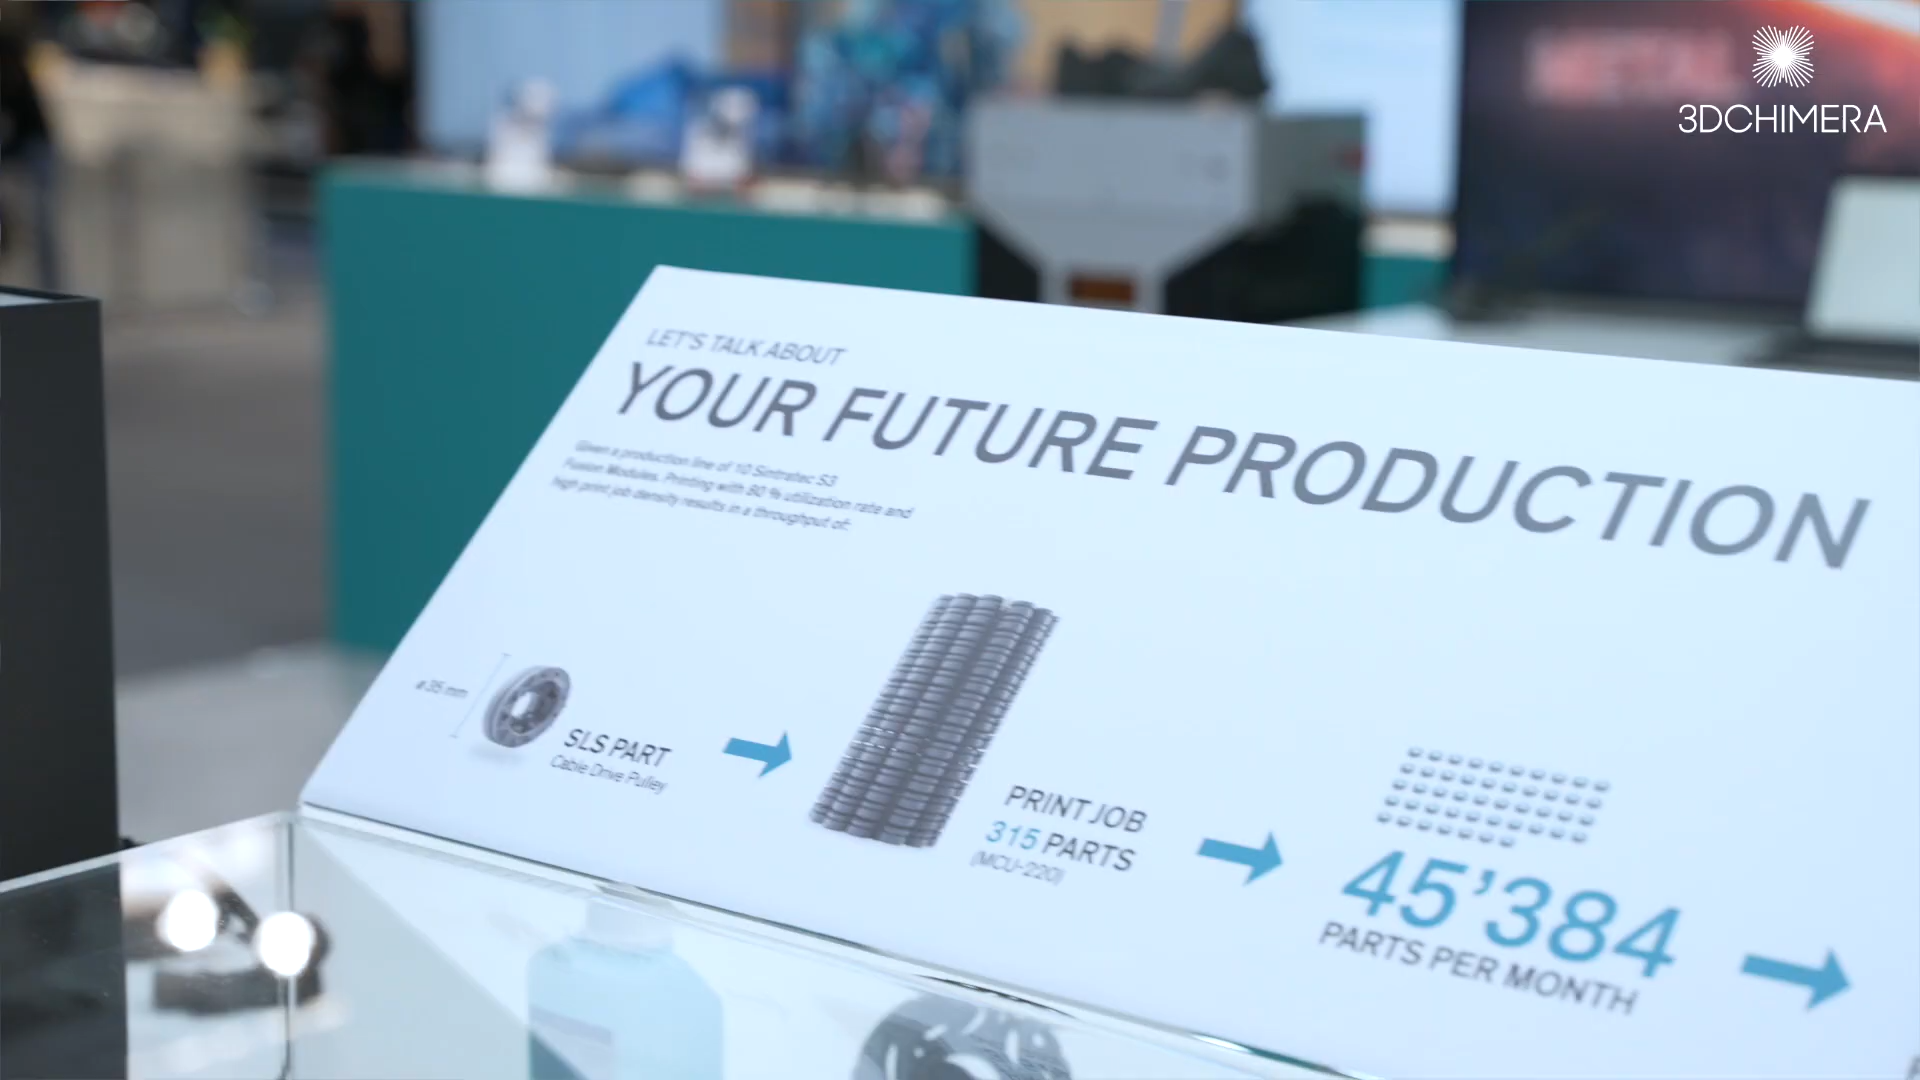 METAL
3DCHIMERA
LET'S TALK ABOUT
YOUR FUTURE PRODUCTION
Given a production line of 10 Sintratec S3
Fusion Modules. Printing with 80 % utilization rate and
high print job density results in a throughput of:
ø 35 mm
SLS PART
Cable Drive Pulley
PRINT JOB
315 PARTS
(MCU-220)
45'384
PARTS PER MONTH